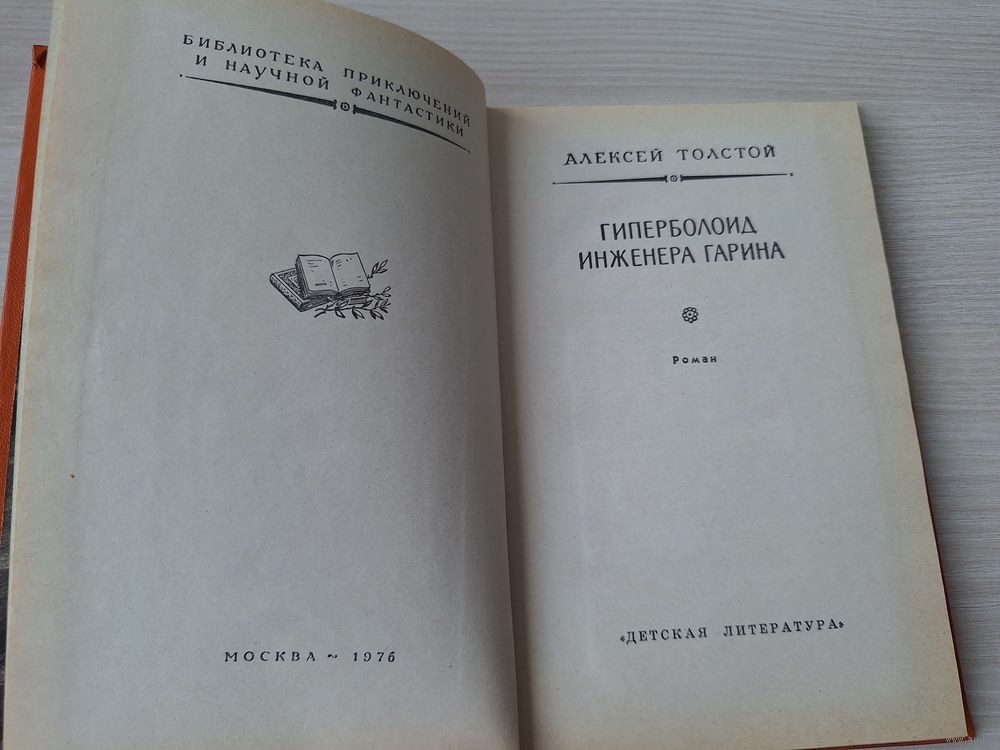 БИБЛИОТЕКА ПРИКЛЮЧЕНИЙ
И НАУЧНОЙ ФАНТАСТИКИ
МОСКВА ~ 1976
АЛЕКСЕЙ ТОЛСТОЙ
ГИПЕРБОЛОИД
ИНЖЕНЕРА ГАРИНА
Роман
«ДЕТСКАЯ ЛИТЕРАТУРА»